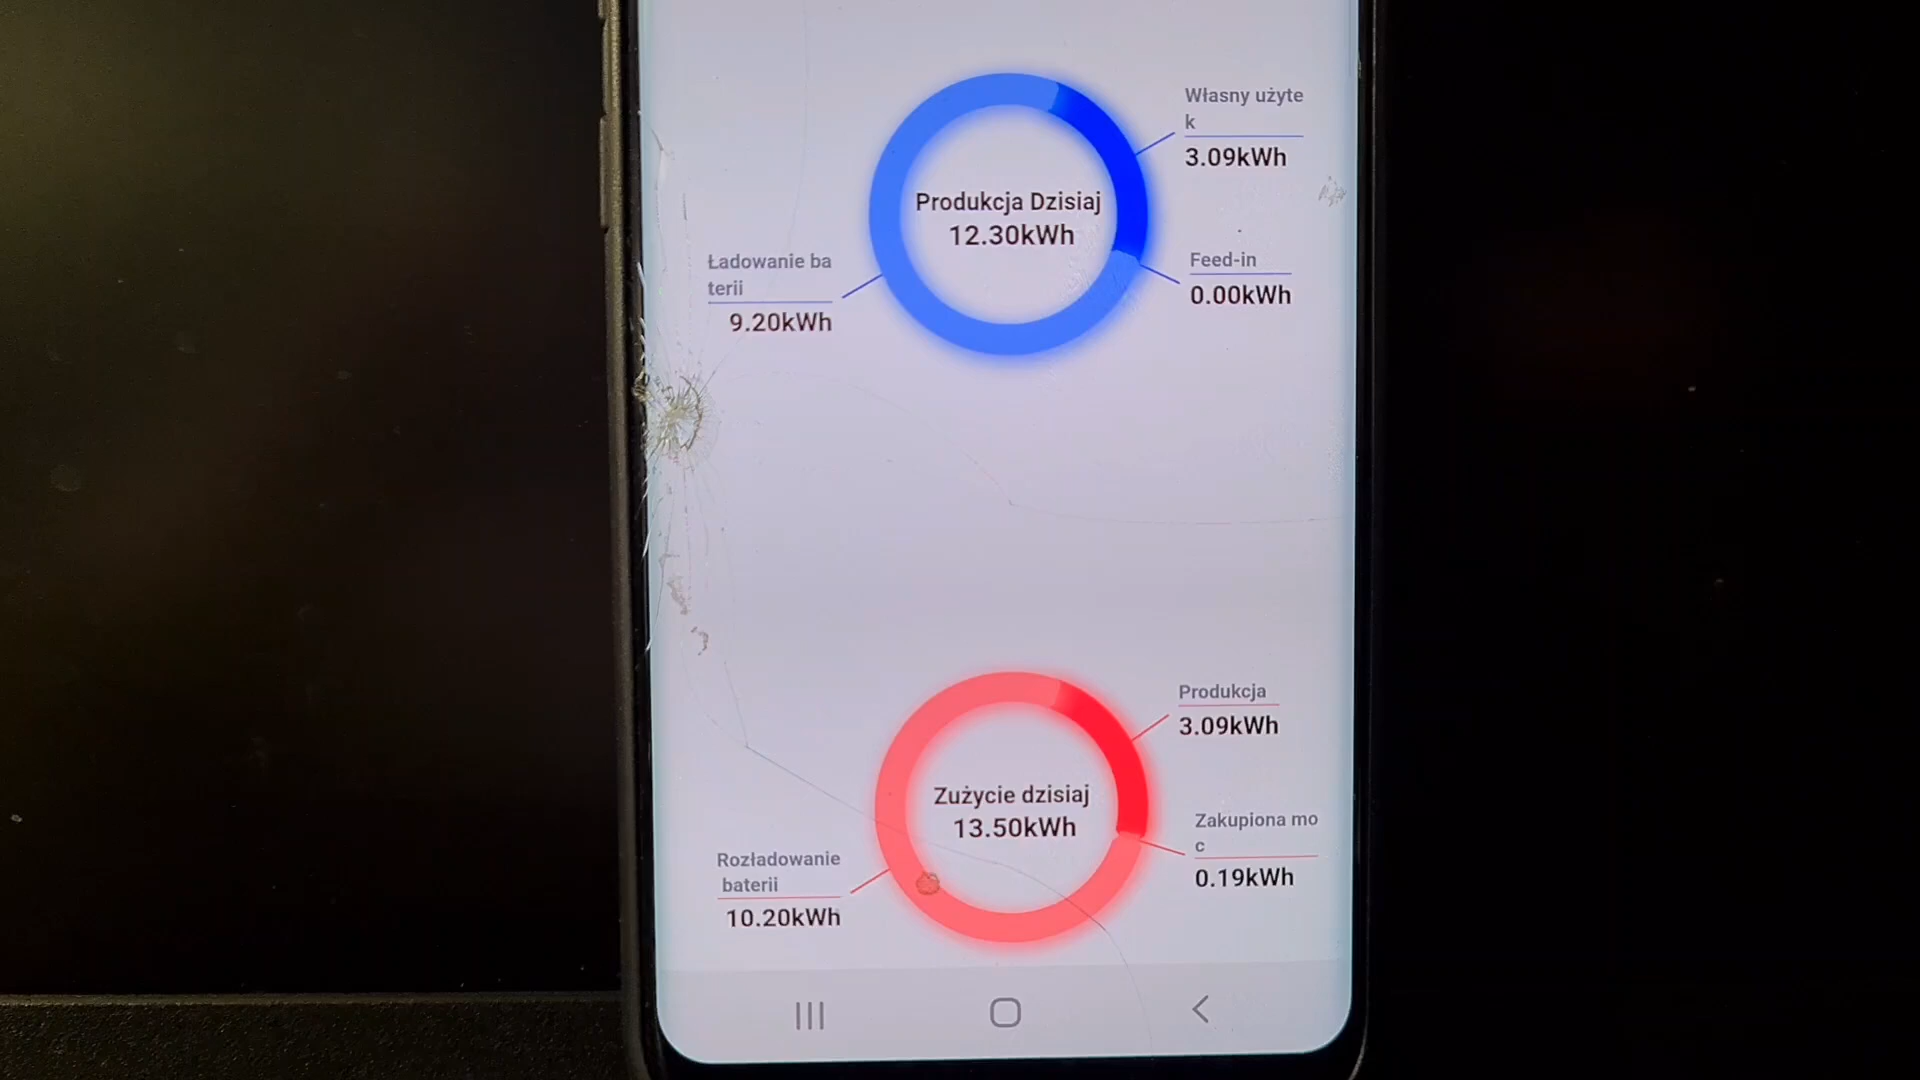 Własny użyte
k
3.09kWh
Produkcja Dzisiaj
12.30kWh
Ładowanie ba
terii
9.20kWh
Feed-in
0.00kWh
Produkcja
3.09kWh
Zużycie dzisiaj
13.50kWh
Zakupiona mo
c
0.19kWh
Rozładowanie
baterii
10.20kWh